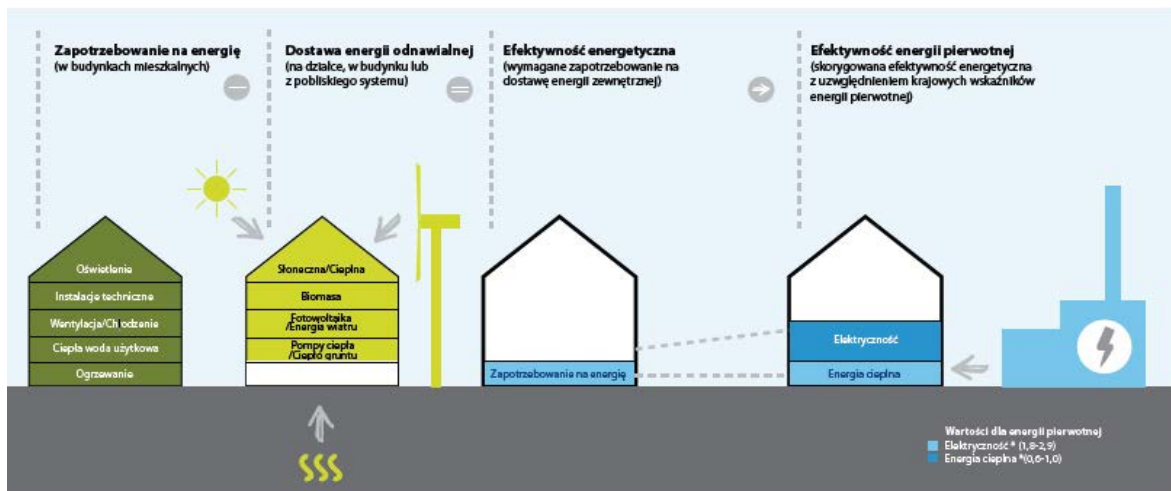 Zapotrzebowanie na energię
(w budynkach mieszkalnych)
Dostawa energii odnawialnej
(na działce, w budynku lub
z pobliskiego systemu)
Efektywność energetyczna
(wymagane zapotrzebowanie na
dostawę energii zewnętrznej)
Efektywność energii pierwotnej
(skorygowana efektywność energetyczna
z uzwględnieniem krajowych wskaźników
energii pierwotnej)
Oświetlenie
Instalacje techniczne
Wentylacja/Chłodzenie
Ciepła woda użytkowa
Ogrzewanie
Słoneczna/Cieplna
Biomasa
Fotowoltaika
/Energia wiatru
Pompy ciepła
/Ciepło gruntu
Zapotrzebowanie na energię
Elektryczność
Energia cieplna
Wartości dla energii pierwotnej
Elektryczność * (1,8-2,9)
Energia cieplna *(0,6-1,0)